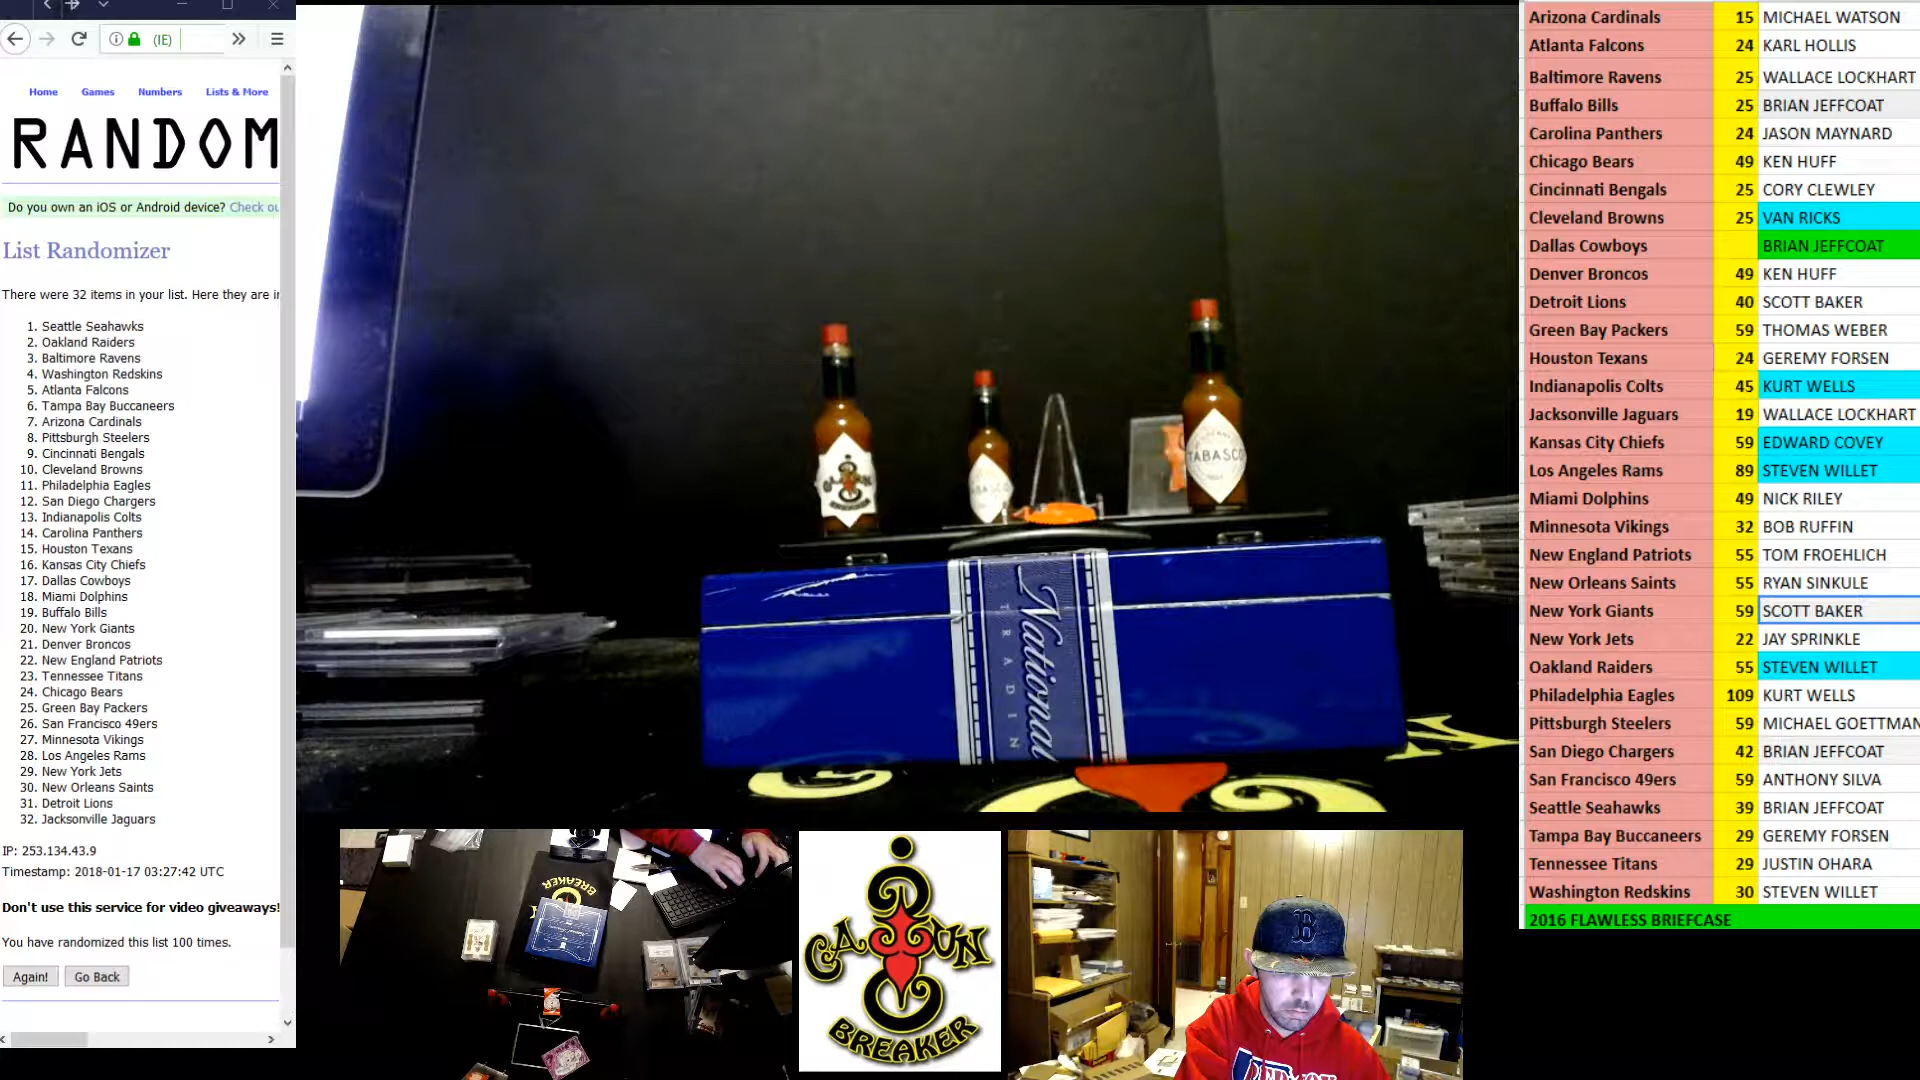 (IE)
Home Games Numbers Lists & More
RANDOM
Do you own an iOS or Android device? Check ou
List Randomizer
There were 32 items in your list. Here they are in
1. Seattle Seahawks
2. Oakland Raiders
3. Baltimore Ravens
4. Washington Redskins
5. Atlanta Falcons
6. Tampa Bay Buccaneers
7. Arizona Cardinals
8. Pittsburgh Steelers
9. Cincinnati Bengals
10. Cleveland Browns
11. Philadelphia Eagles
12. San Diego Chargers
13. Indianapolis Colts
14. Carolina Panthers
15. Houston Texans
16. Kansas City Chiefs
17. Dallas Cowboys
18. Miami Dolphins
19. Buffalo Bills
20. New York Giants
21. Denver Broncos
22. New England Patriots
23. Tennessee Titans
24. Chicago Bears
25. Green Bay Packers
26. San Francisco 49ers
27. Minnesota Vikings
28. Los Angeles Rams
29. New York Jets
30. New Orleans Saints
31. Detroit Lions
32. Jacksonville Jaguars
IP: 253.134.43.9
Timestamp: 2018-01-17 03:27:42 UTC
Don't use this service for video giveaways!
You have randomized this list 100 times.
Again! Go Back
TABASCO
TABASCO
National
TRADIN
CAJUN
BREAKER
BREAKER
B
Arizona Cardinals 15 MICHAEL WATSON
Atlanta Falcons 24 KARL HOLLIS
Baltimore Ravens 25 WALLACE LOCKHART
Buffalo Bills 25 BRIAN JEFFCOAT
Carolina Panthers 24 JASON MAYNARD
Chicago Bears 49 KEN HUFF
Cincinnati Bengals 25 CORY CLEWLEY
Cleveland Browns 25 VAN RICKS
Dallas Cowboys BRIAN JEFFCOAT
Denver Broncos 49 KEN HUFF
Detroit Lions 40 SCOTT BAKER
Green Bay Packers 59 THOMAS WEBER
Houston Texans 24 GEREMY FORSEN
Indianapolis Colts 45 KURT WELLS
Jacksonville Jaguars 19 WALLACE LOCKHART
Kansas City Chiefs 59 EDWARD COVEY
Los Angeles Rams 89 STEVEN WILLET
Miami Dolphins 49 NICK RILEY
Minnesota Vikings 32 BOB RUFFIN
New England Patriots 55 TOM FROEHLICH
New Orleans Saints 55 RYAN SINKULE
New York Giants 59 SCOTT BAKER
New York Jets 22 JAY SPRINKLE
Oakland Raiders 55 STEVEN WILLET
Philadelphia Eagles 109 KURT WELLS
Pittsburgh Steelers 59 MICHAEL GOETTMAN
San Diego Chargers 42 BRIAN JEFFCOAT
San Francisco 49ers 59 ANTHONY SILVA
Seattle Seahawks 39 BRIAN JEFFCOAT
Tampa Bay Buccaneers 29 GEREMY FORSEN
Tennessee Titans 29 JUSTIN OHARA
Washington Redskins 30 STEVEN WILLET
2016 FLAWLESS BRIEFCASE